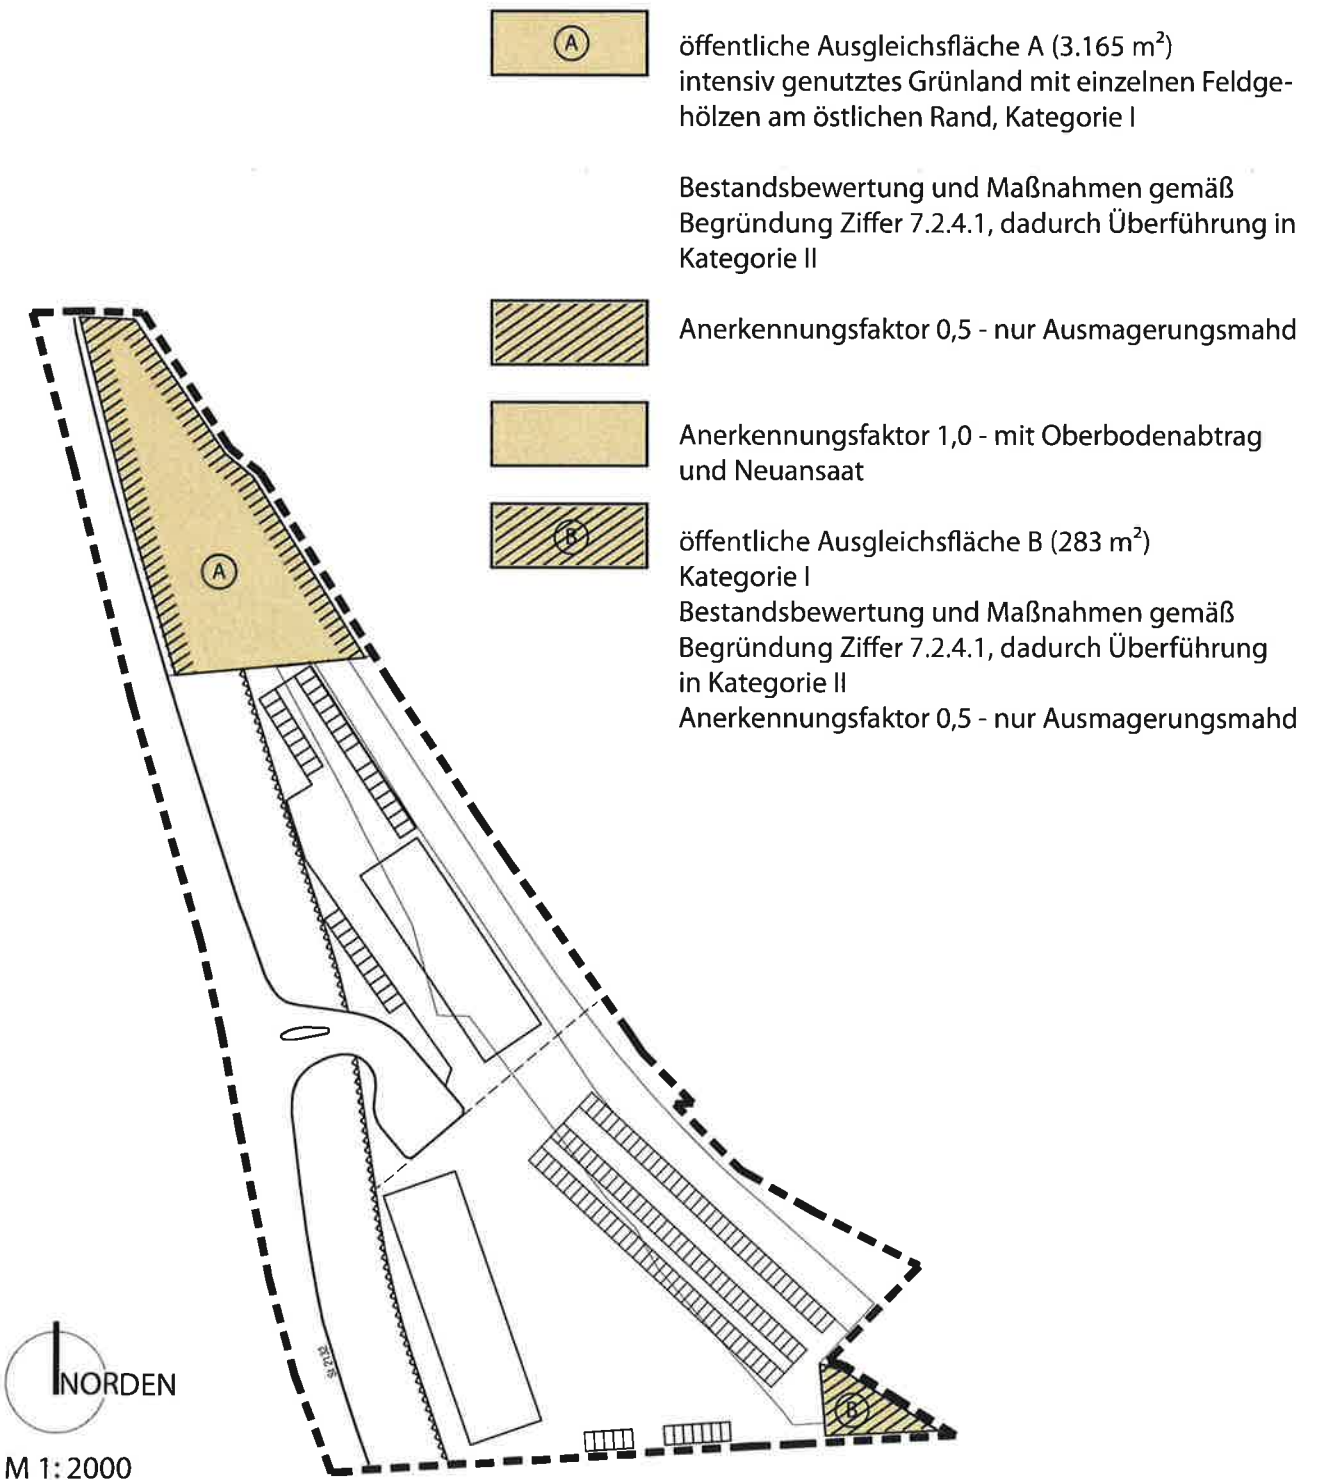 A
öffentliche Ausgleichsfläche A (3.165 m²)
intensiv genutztes Grünland mit einzelnen Feldge-
hölzen am östlichen Rand, Kategorie I
Bestandsbewertung und Maßnahmen gemäß
Begründung Ziffer 7.2.4.1, dadurch Überführung in
Kategorie II
Anerkennungsfaktor 0,5 - nur Ausmagerungsmahd
Anerkennungsfaktor 1,0 - mit Oberbodenabtrag
und Neuansaat
B
öffentliche Ausgleichsfläche B (283 m²)
Kategorie I
Bestandsbewertung und Maßnahmen gemäß
Begründung Ziffer 7.2.4.1, dadurch Überführung
in Kategorie II
Anerkennungsfaktor 0,5 - nur Ausmagerungsmahd
A
St 2132
B
NORDEN
M 1: 2000